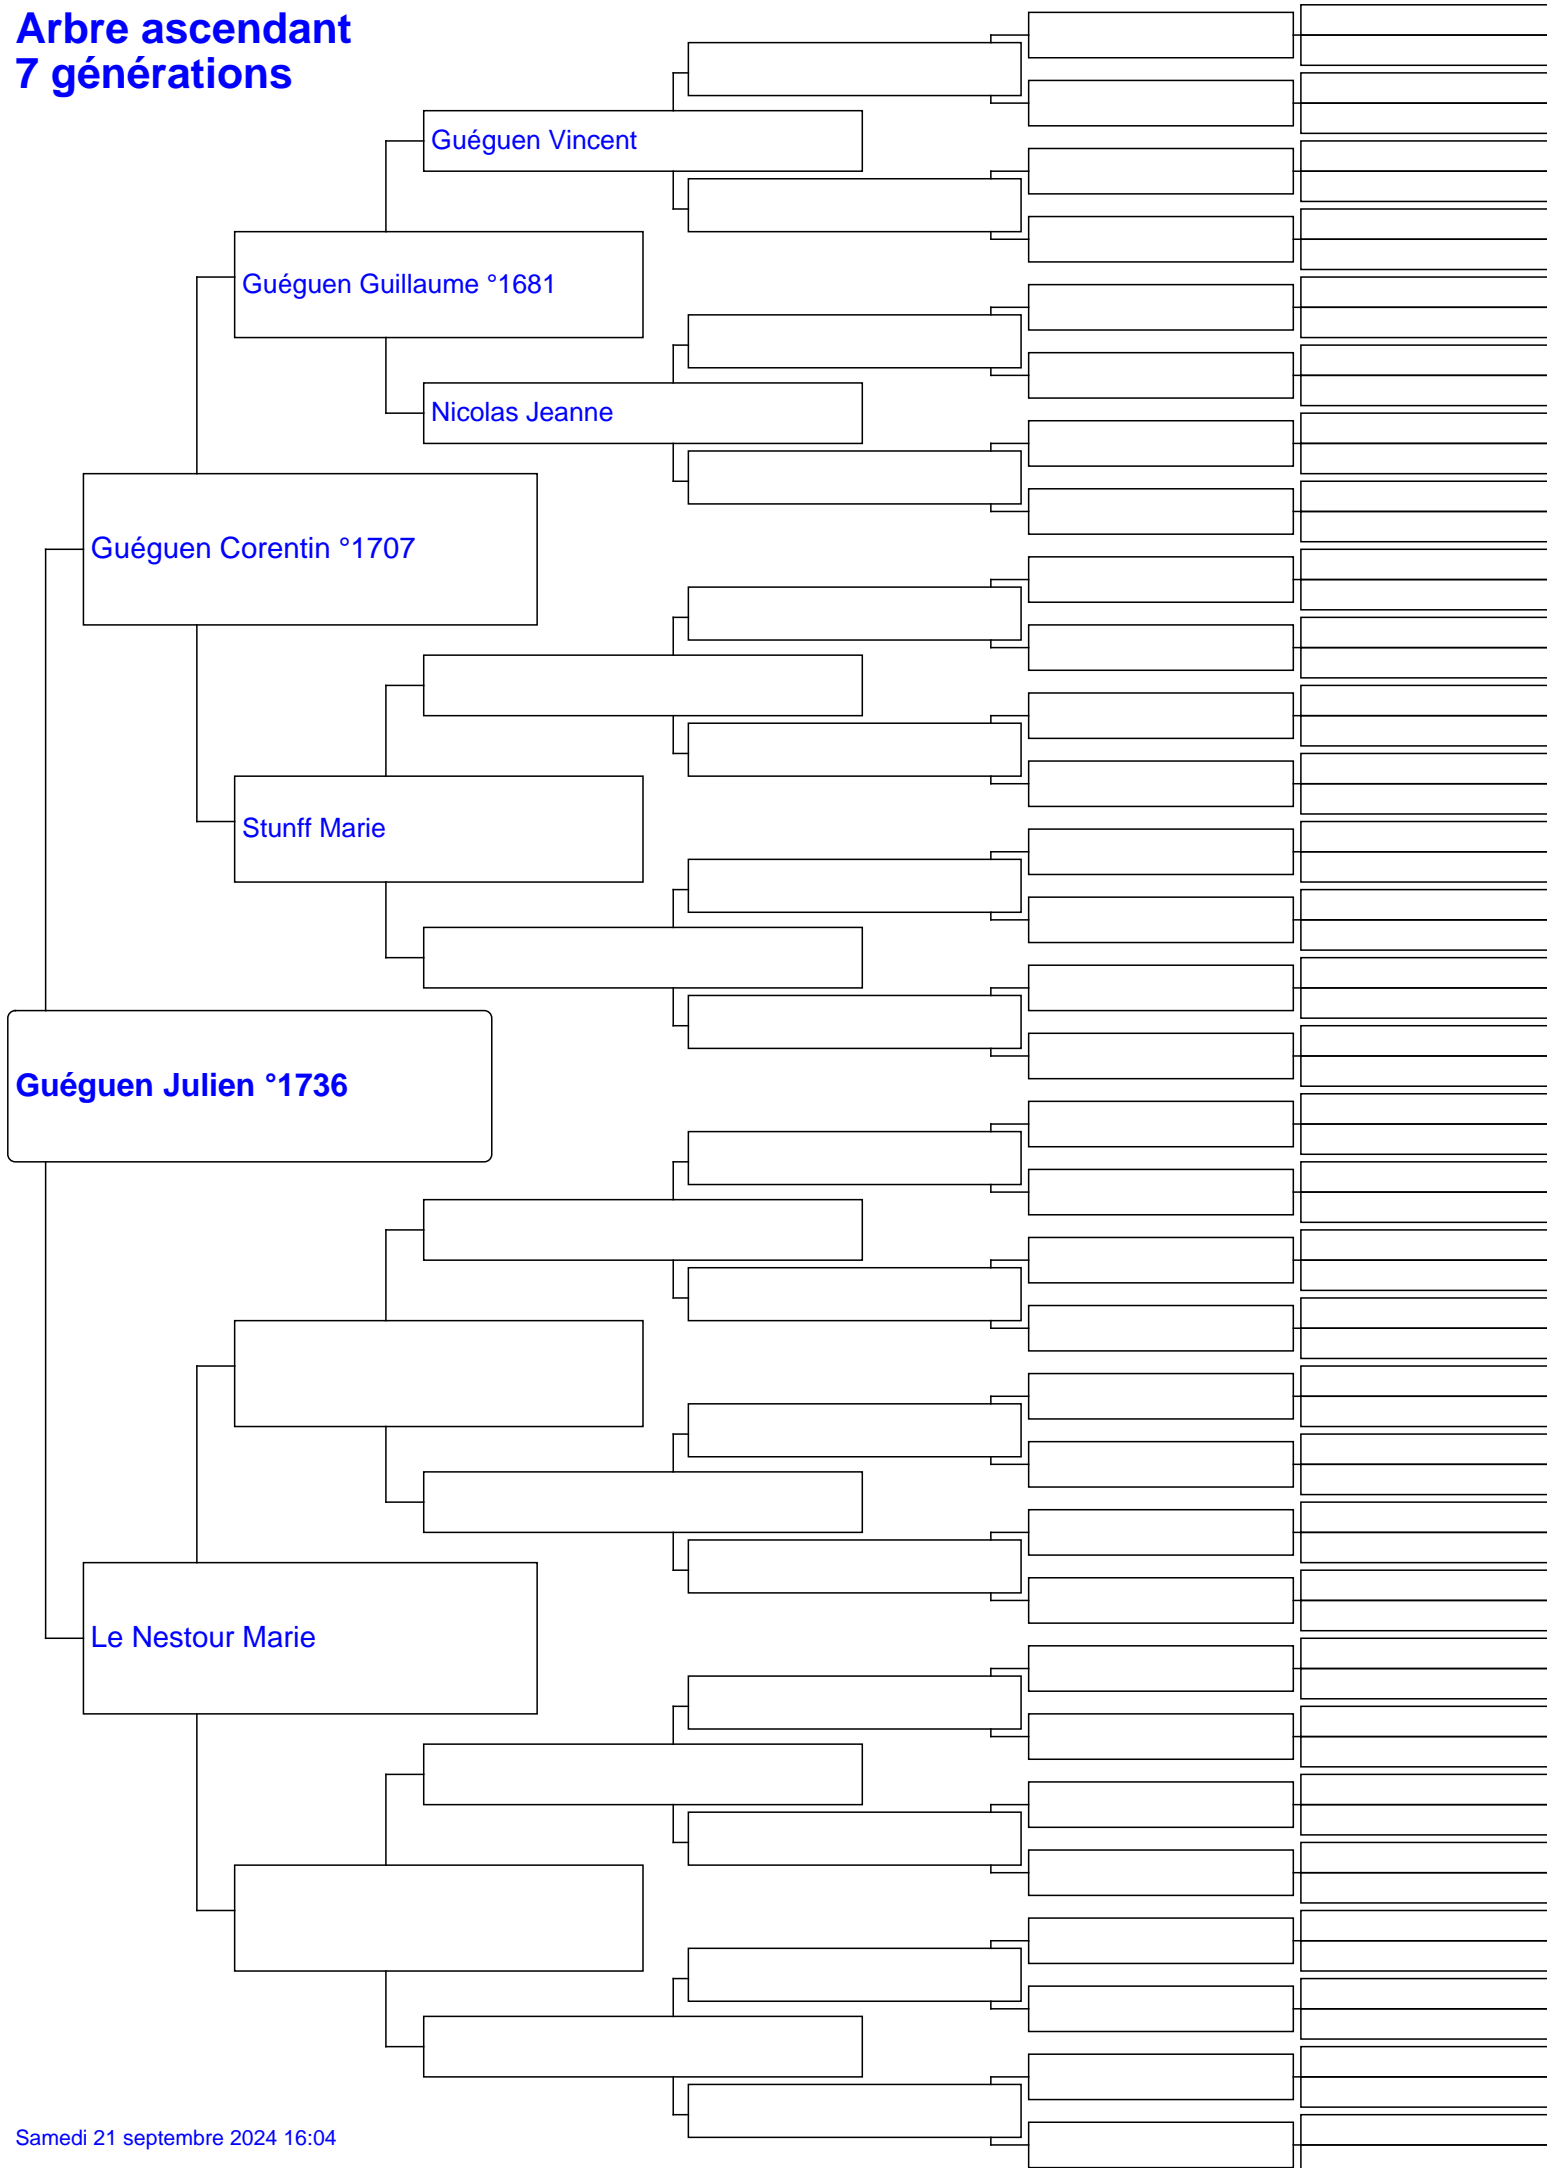 Arbre ascendant
7 générations
Guéguen Vincent
Guéguen Guillaume °1681
Nicolas Jeanne
Guéguen Corentin °1707
Stunff Marie
Guéguen Julien °1736
Le Nestour Marie
Samedi 21 septembre 2024 16:04